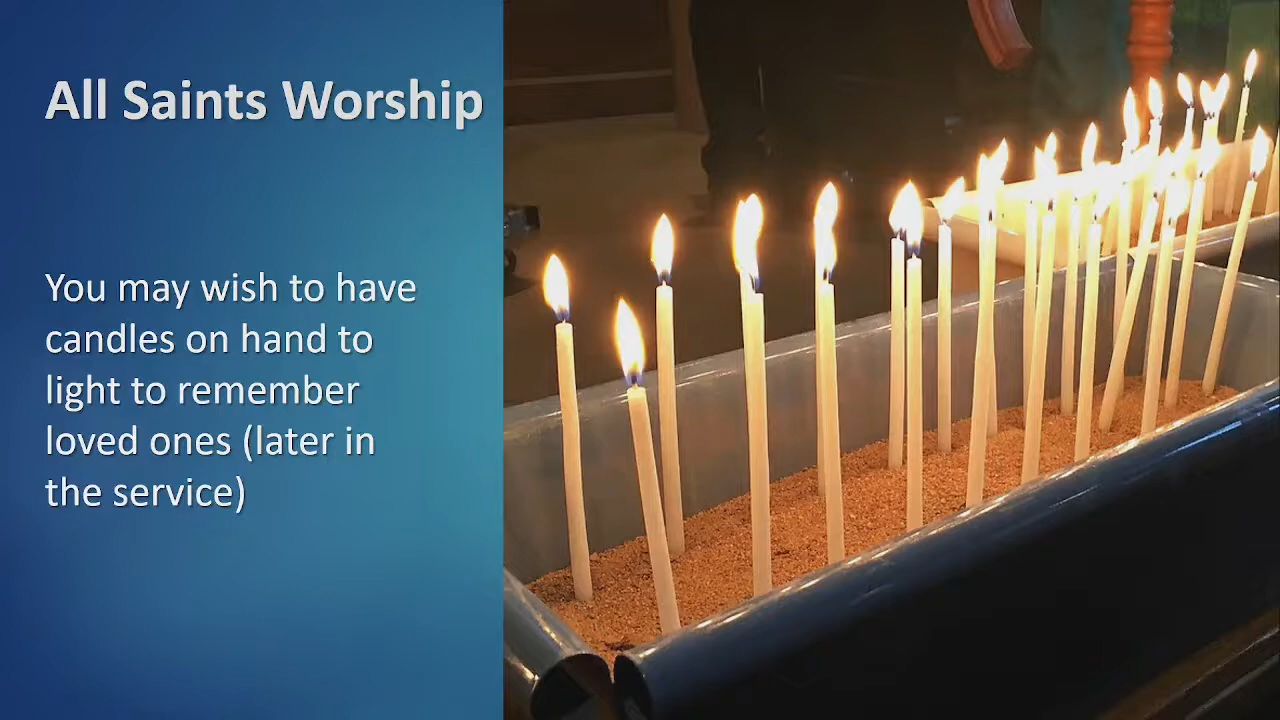 All Saints Worship
You may wish to have
candles on hand to
light to remember
loved ones (later in
the service)